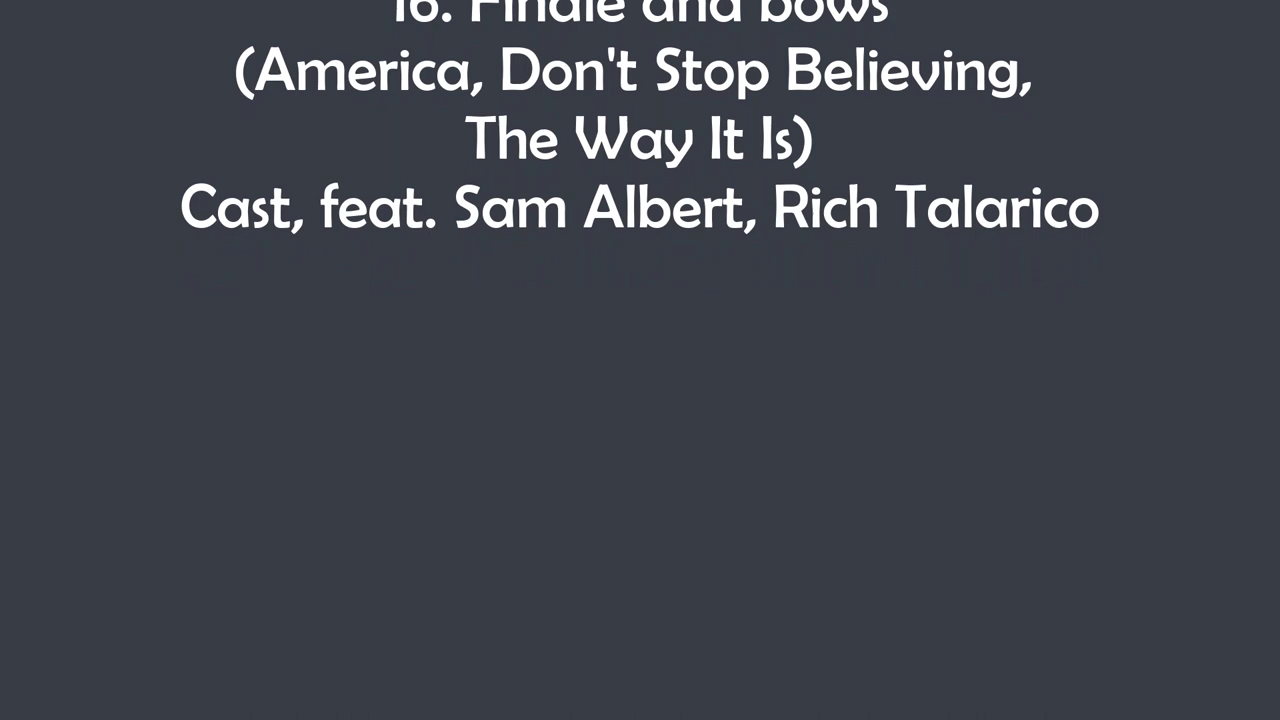 16. Finale and bows
(America, Don't Stop Believing,
The Way It Is)
Cast, feat. Sam Albert, Rich Talarico